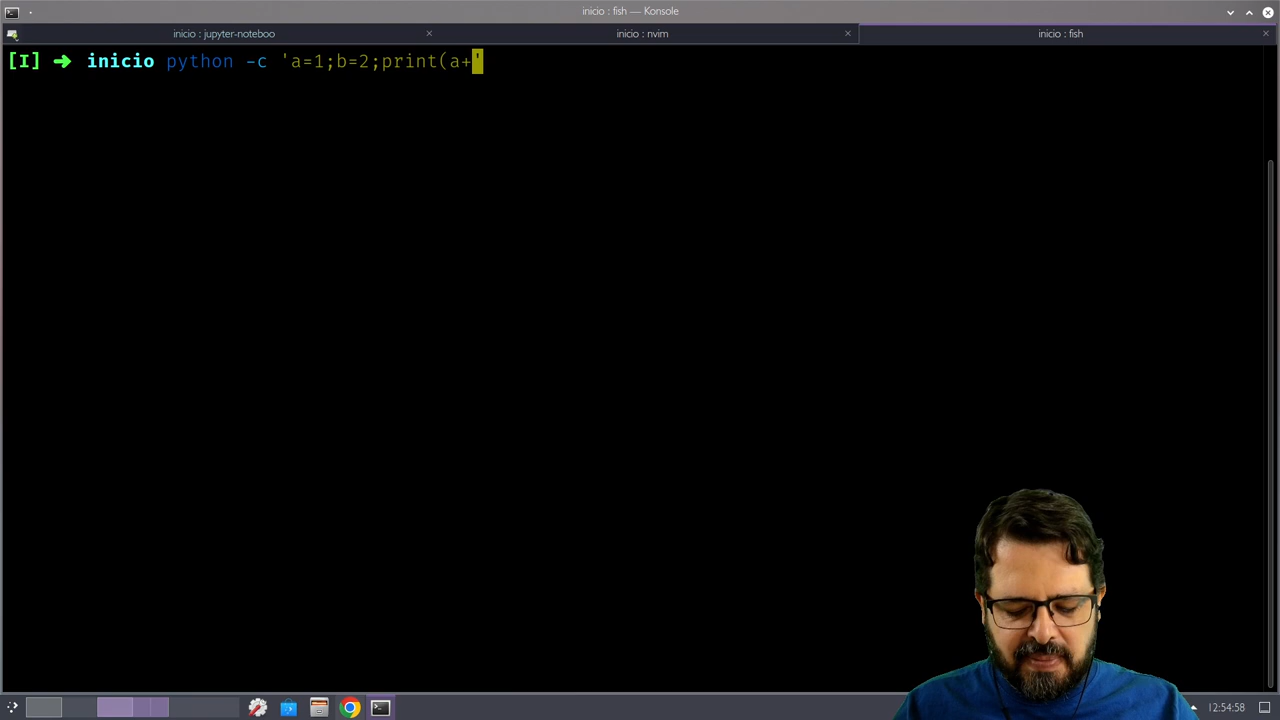 inicio : fish — Konsole
inicio : jupyter-noteboo
inicio : nvim
inicio : fish
[I] ➜ inicio python -c 'a=1;b=2;print(a+'
12:54:58